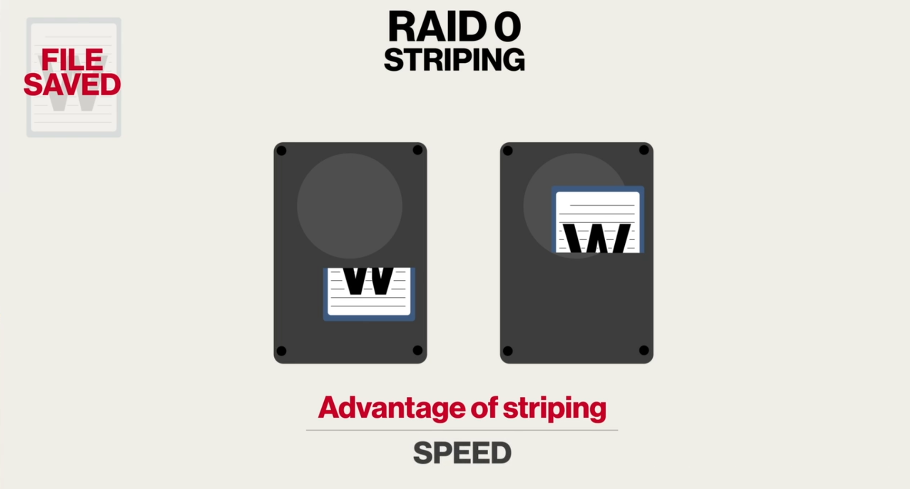 RAID 0
STRIPING
FILE
SAVED
W
W
W
Advantage of striping
SPEED